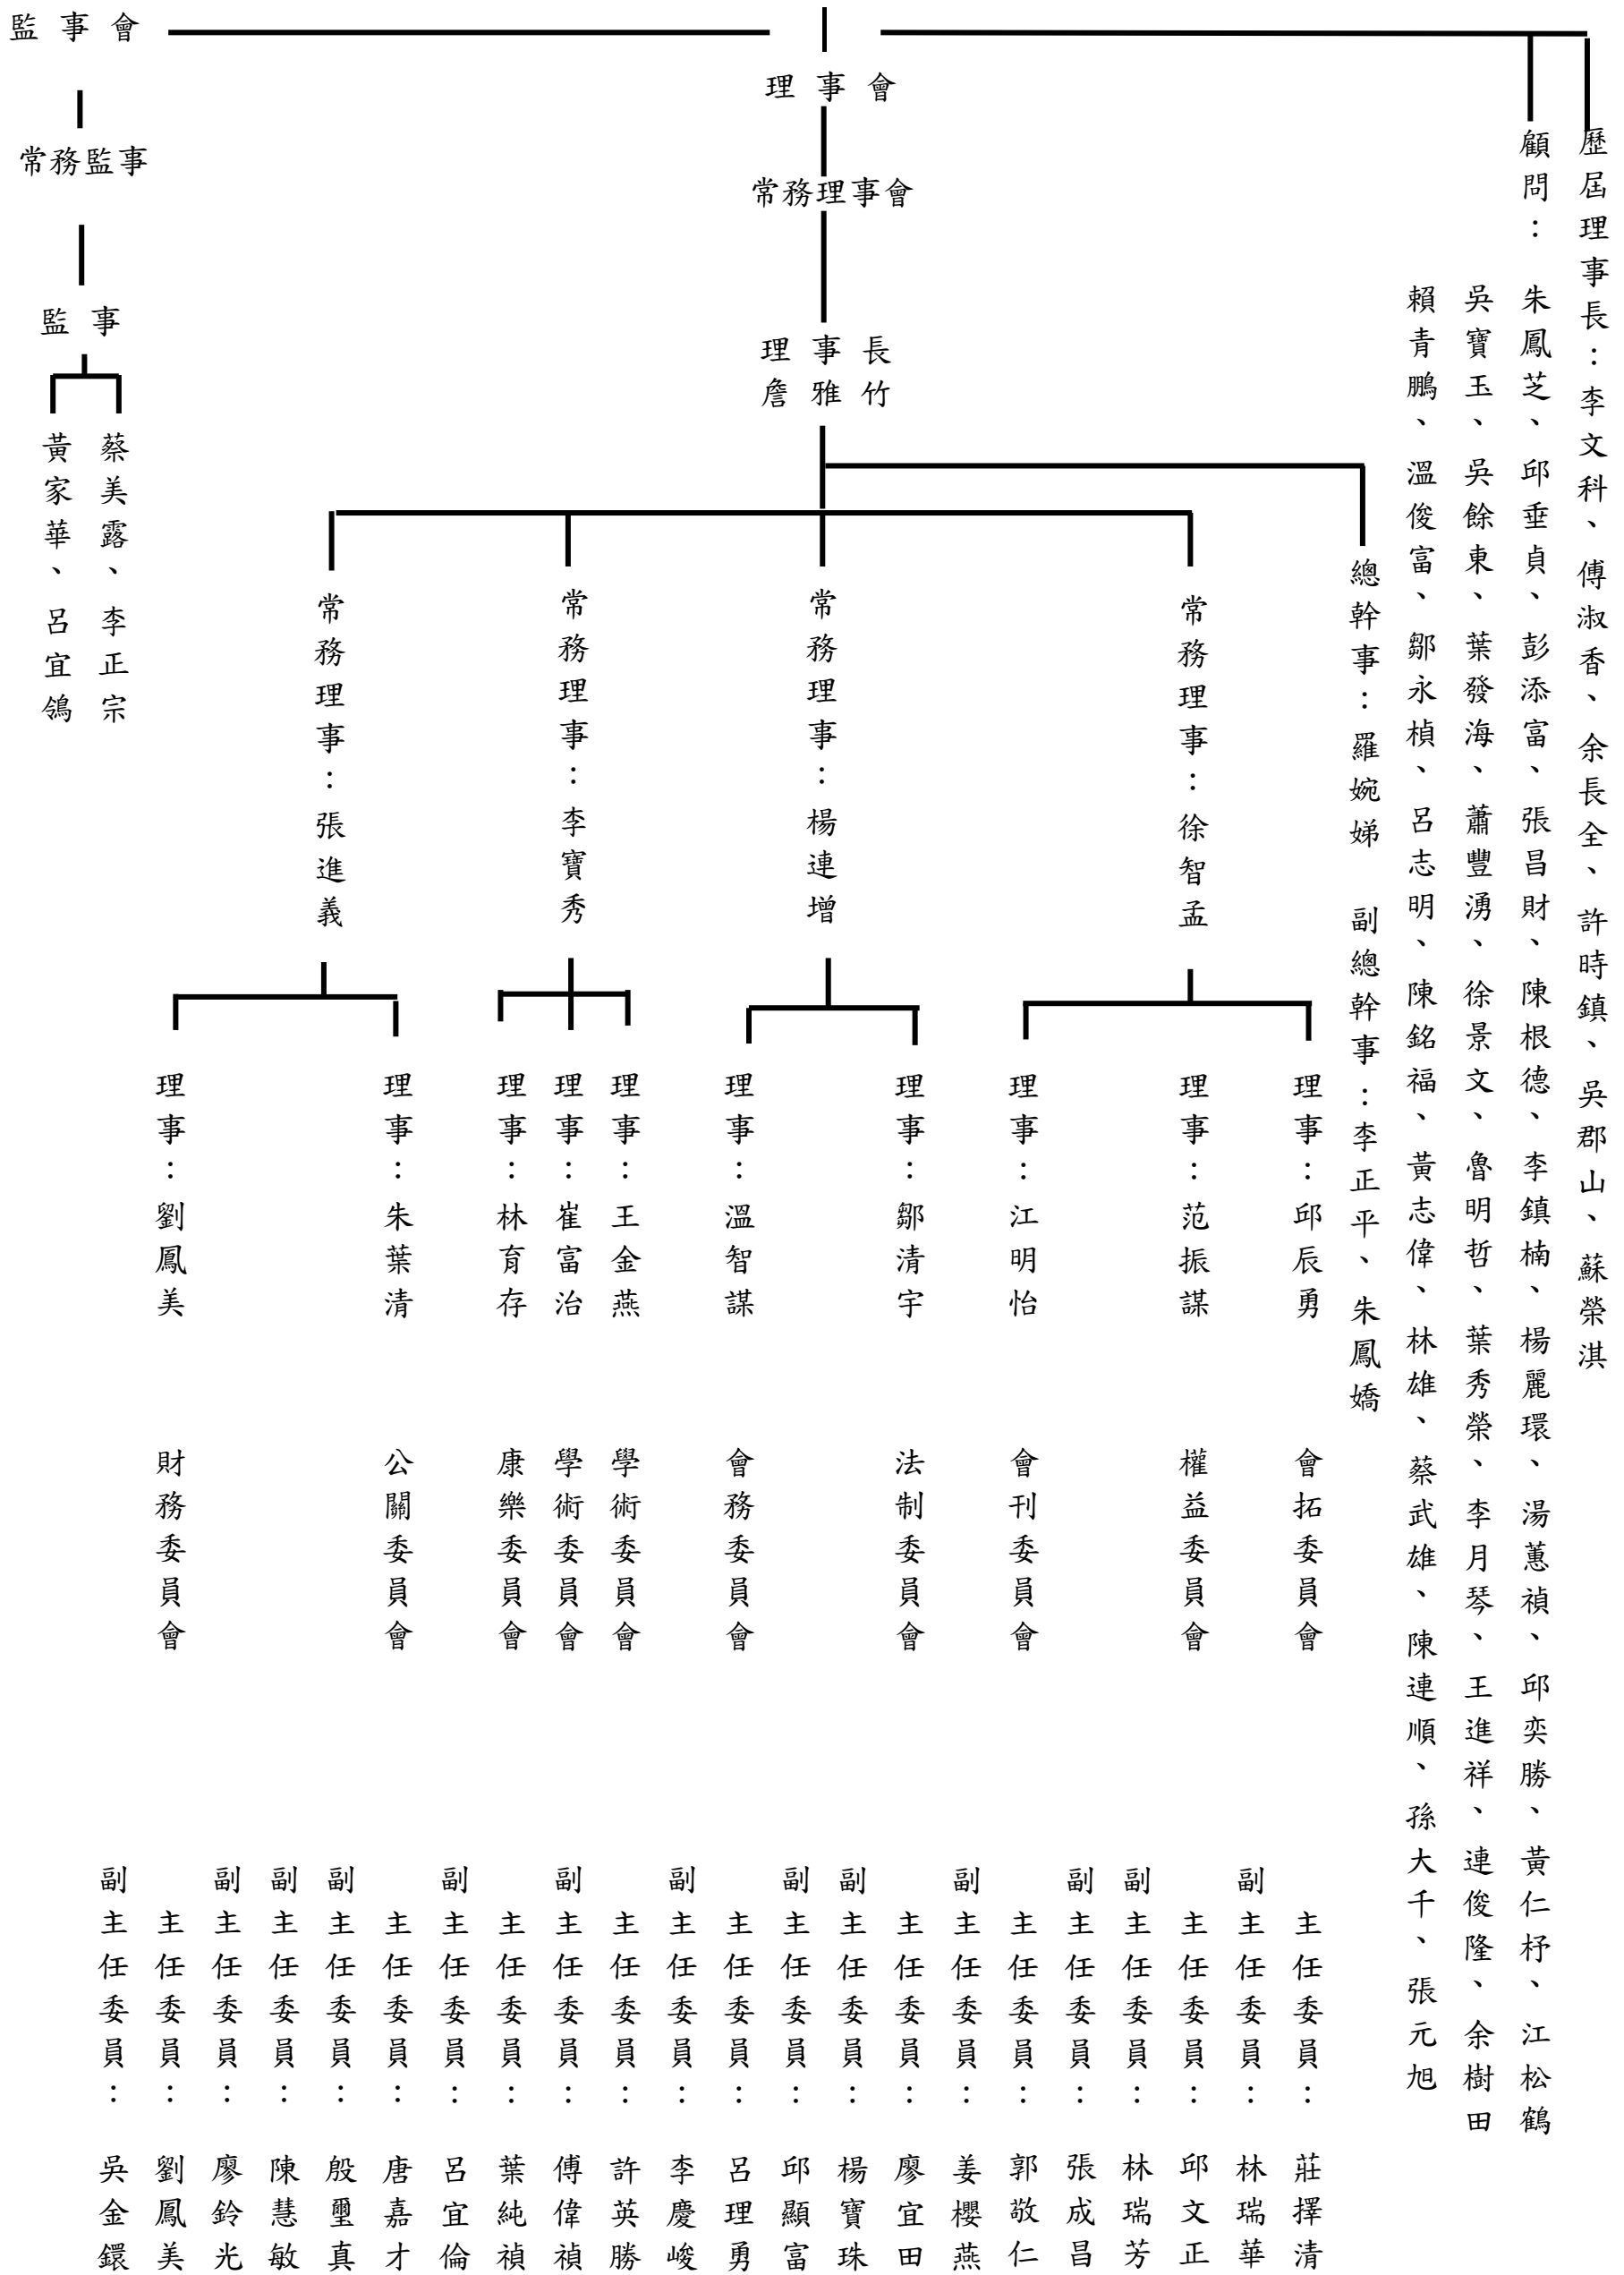 監事會
理事會
常務監事
常務理事會
監事
理事長
詹雅竹
歷屆理事長：李文科、傅淑香、余長全、許時鎮、吳郡山、蘇榮淇
顧問：朱鳳芝、邱垂貞、彭添富、張昌財、陳根德、李鎮楠、楊麗環、湯蕙禎、邱奕勝、黃仁杼、江松鶴
吳寶玉、吳餘東、葉發海、蕭豐湧、徐景文、魯明哲、葉秀榮、李月琴、王進祥、連俊隆、余樹田
賴青鵬、溫俊富、鄒永楨、呂志明、陳銘福、黃志偉、林雄、蔡武雄、陳連順、孫大千、張元旭
總幹事：羅婉娣　副總幹事：李正平、朱鳳嬌
蔡美露、李正宗
黃家華、呂宜鴒
常務理事：徐智孟
常務理事：楊連增
常務理事：李寶秀
常務理事：張進義
理事：邱辰勇
理事：范振謀
理事：江明怡
理事：鄒清宇
理事：溫智謀
理事：王金燕
理事：崔富治
理事：林育存
理事：朱葉清
理事：劉鳳美
會拓委員會
權益委員會
會刊委員會
法制委員會
會務委員會
學術委員會
學術委員會
康樂委員會
公關委員會
財務委員會
主任委員：莊擇清
副主任委員：林瑞華
主任委員：邱文正
副主任委員：林瑞芳
副主任委員：張成昌
主任委員：郭敬仁
副主任委員：姜櫻燕
主任委員：廖宜田
副主任委員：楊寶珠
副主任委員：邱顯富
主任委員：呂理勇
副主任委員：李慶峻
主任委員：許英勝
副主任委員：傅偉禎
主任委員：葉純禎
副主任委員：呂宜倫
主任委員：唐嘉才
副主任委員：殷璽真
副主任委員：陳慧敏
副主任委員：廖鈴光
主任委員：劉鳳美
副主任委員：吳金鐶